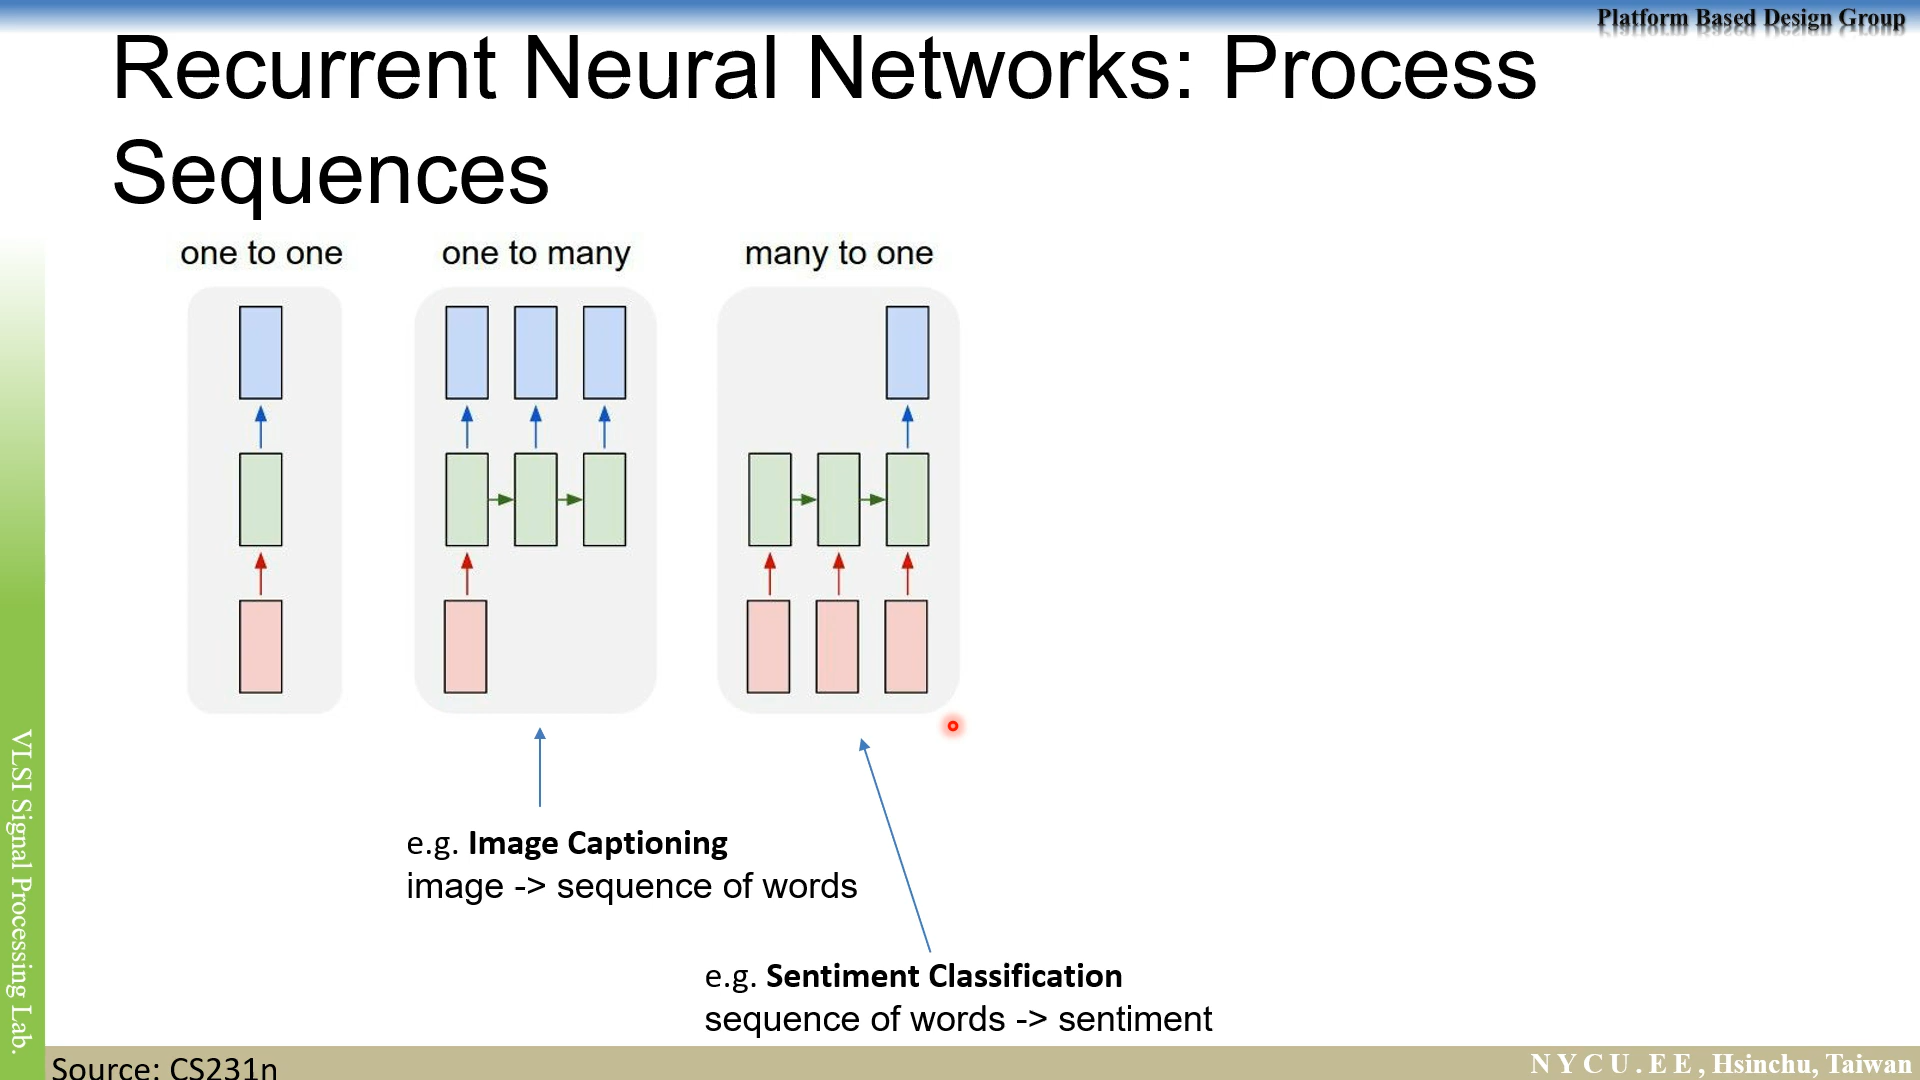 Platform Based Design Group
Recurrent Neural Networks: Process
Sequences
one to one
one to many
many to one
e.g. Image Captioning
image -> sequence of words
e.g. Sentiment Classification
sequence of words -> sentiment
VLSI Signal Processing Lab.
Source: CS231n
N Y C U . E E , Hsinchu, Taiwan